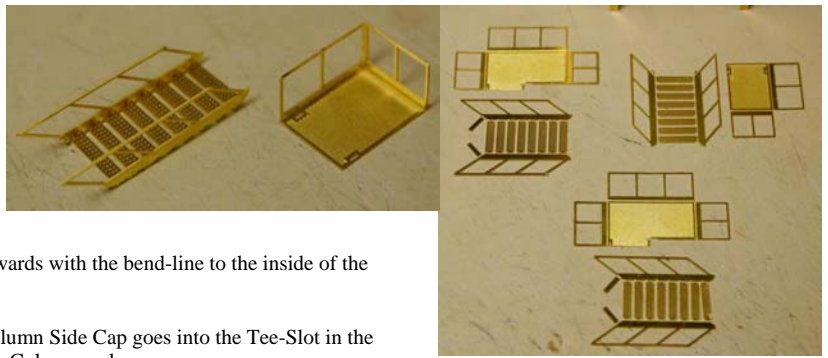 wards with the bend-line to the inside of the
lumn Side Cap goes into the Tee-Slot in the